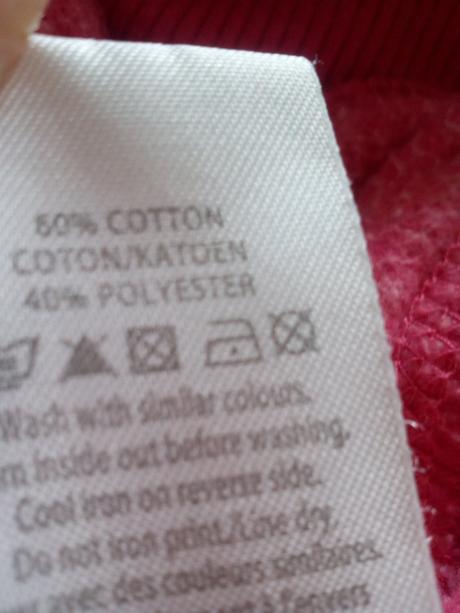 60% COTTON
COTON/KATOEN
40% POLYESTER
Wash with similar colours.
inside out before washing.
Cool iron on reverse side.
Do not iron print./Line dry.
avec des couleurs similaires.
à l'envers